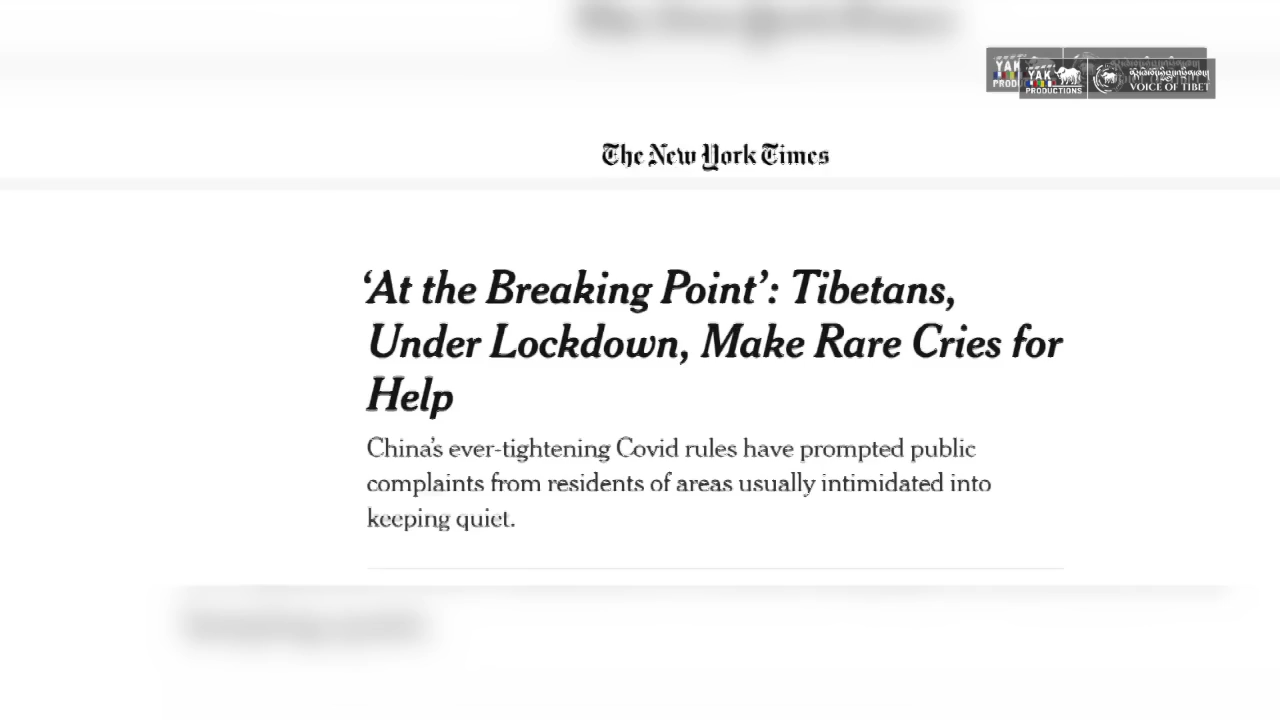 YAK
PRODUCTIONS
VOICE OF TIBET
The New York Times
‘At the Breaking Point’: Tibetans,
Under Lockdown, Make Rare Cries for
Help
China’s ever-tightening Covid rules have prompted public
complaints from residents of areas usually intimidated into
keeping quiet.